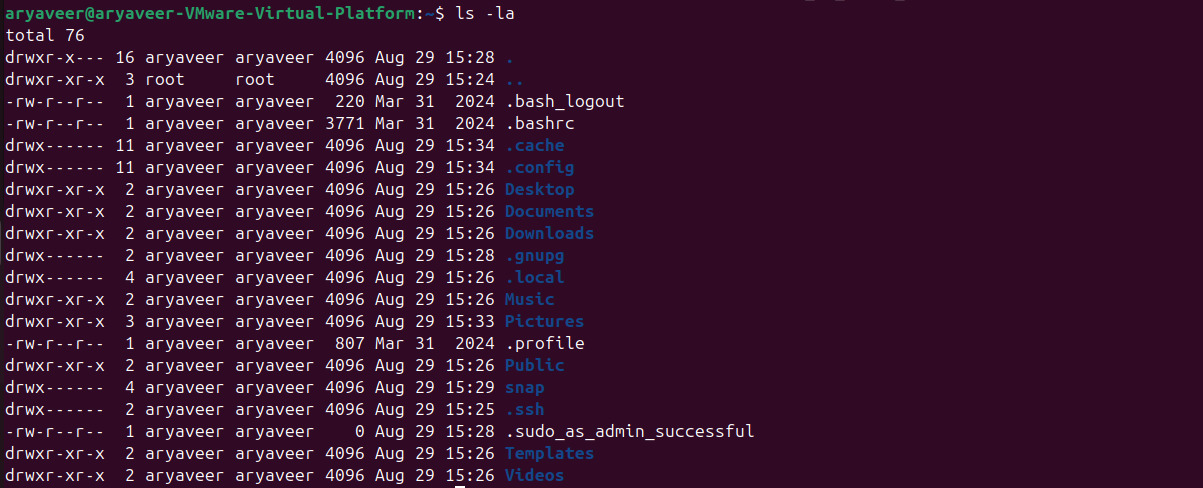 aryaveer@aryaveer-VMware-Virtual-Platform:~$ ls -la
total 76
drwxr-x--- 16 aryaveer aryaveer 4096 Aug 29 15:28 .
drwxr-xr-x  3 root     root     4096 Aug 29 15:24 ..
-rw-r--r--  1 aryaveer aryaveer  220 Mar 31  2024 .bash_logout
-rw-r--r--  1 aryaveer aryaveer 3771 Mar 31  2024 .bashrc
drwx------ 11 aryaveer aryaveer 4096 Aug 29 15:34 .cache
drwx------ 11 aryaveer aryaveer 4096 Aug 29 15:34 .config
drwxr-xr-x  2 aryaveer aryaveer 4096 Aug 29 15:26 Desktop
drwxr-xr-x  2 aryaveer aryaveer 4096 Aug 29 15:26 Documents
drwxr-xr-x  2 aryaveer aryaveer 4096 Aug 29 15:26 Downloads
drwx------  2 aryaveer aryaveer 4096 Aug 29 15:28 .gnupg
drwx------  4 aryaveer aryaveer 4096 Aug 29 15:26 .local
drwxr-xr-x  2 aryaveer aryaveer 4096 Aug 29 15:26 Music
drwxr-xr-x  3 aryaveer aryaveer 4096 Aug 29 15:33 Pictures
-rw-r--r--  1 aryaveer aryaveer  807 Mar 31  2024 .profile
drwxr-xr-x  2 aryaveer aryaveer 4096 Aug 29 15:26 Public
drwx------  4 aryaveer aryaveer 4096 Aug 29 15:29 snap
drwx------  2 aryaveer aryaveer 4096 Aug 29 15:25 .ssh
-rw-r--r--  1 aryaveer aryaveer    0 Aug 29 15:28 .sudo_as_admin_successful
drwxr-xr-x  2 aryaveer aryaveer 4096 Aug 29 15:26 Templates
drwxr-xr-x  2 aryaveer aryaveer 4096 Aug 29 15:26 Videos